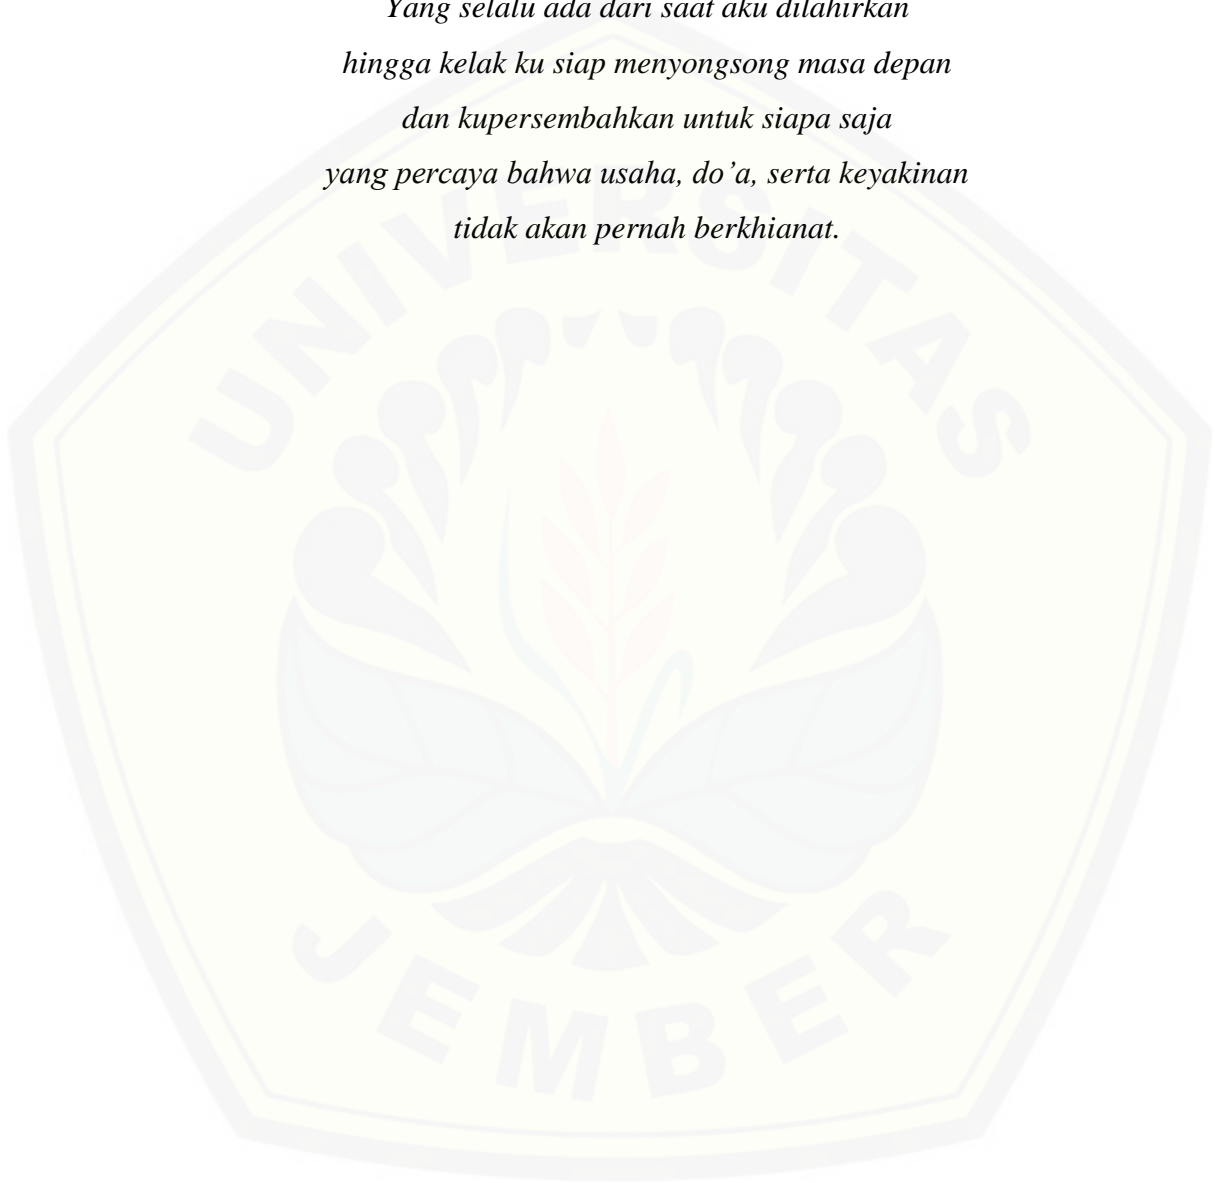 Yang selalu ada dari saat aku dilahirkan
hingga kelak ku siap menyongsong masa depan
dan kupersembahkan untuk siapa saja
yang percaya bahwa usaha, do’a, serta keyakinan
tidak akan pernah berkhianat.
UNIVERSITAS
JEMBER